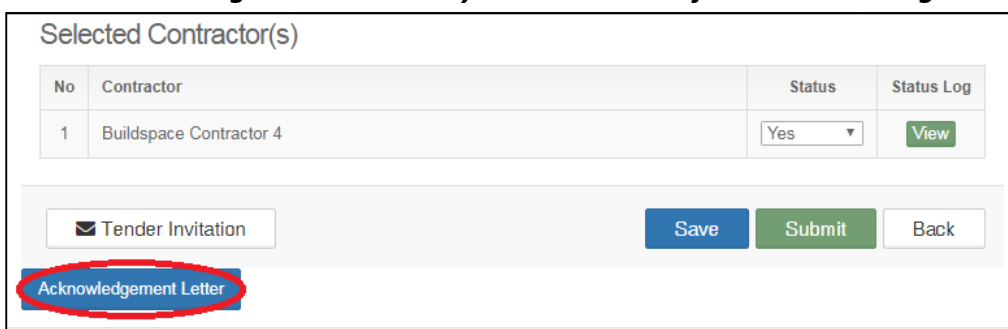 Selected Contractor(s)
No Contractor Status Status Log
1 Buildspace Contractor 4 Yes View
Tender Invitation Save Submit Back
Acknowledgement Letter